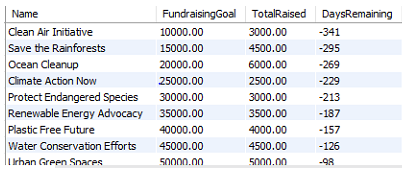 Name FundraisingGoal TotalRaised DaysRemaining
Clean Air Initiative 10000.00 3000.00 -341
Save the Rainforests 15000.00 4500.00 -295
Ocean Cleanup 20000.00 6000.00 -269
Climate Action Now 25000.00 2500.00 -229
Protect Endangered Species 30000.00 3000.00 -213
Renewable Energy Advocacy 35000.00 3500.00 -187
Plastic Free Future 40000.00 4000.00 -157
Water Conservation Efforts 45000.00 4500.00 -126
Urban Green Spaces 50000.00 5000.00 -98